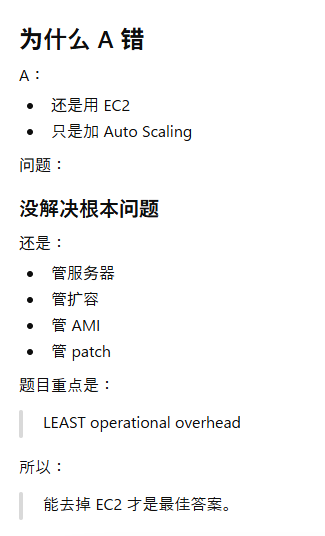 为什么 A 错
A：
还是用 EC2
只是加 Auto Scaling
问题：
没解决根本问题
还是：
管服务器
管扩容
管 AMI
管 patch
题目重点是：
LEAST operational overhead
所以：
能去掉 EC2 才是最佳答案。